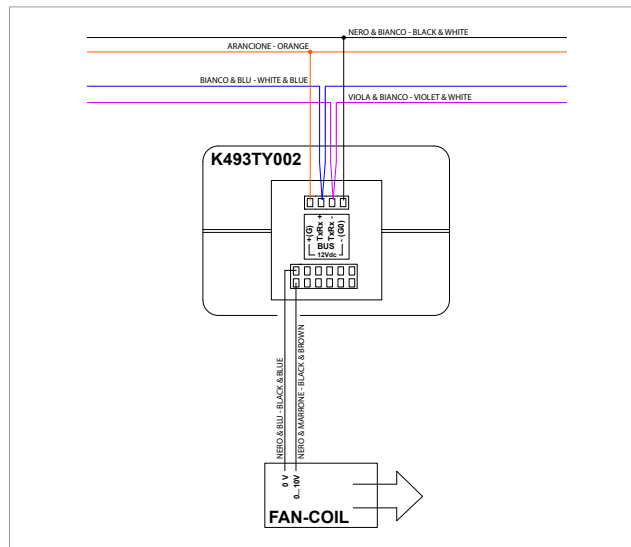 NERO & BIANCO - BLACK & WHITE
ARANCIONE - ORANGE
BIANCO & BLU - WHITE & BLUE
VIOLA & BIANCO - VIOLET & WHITE
K493TY002
+(G)
TxRx +
TxRx -
- (G0)
BUS
12Vdc
NERO & BLU - BLACK & BLUE
NERO & MARRONE - BLACK & BROWN
0 V
0...10V
FAN-COIL